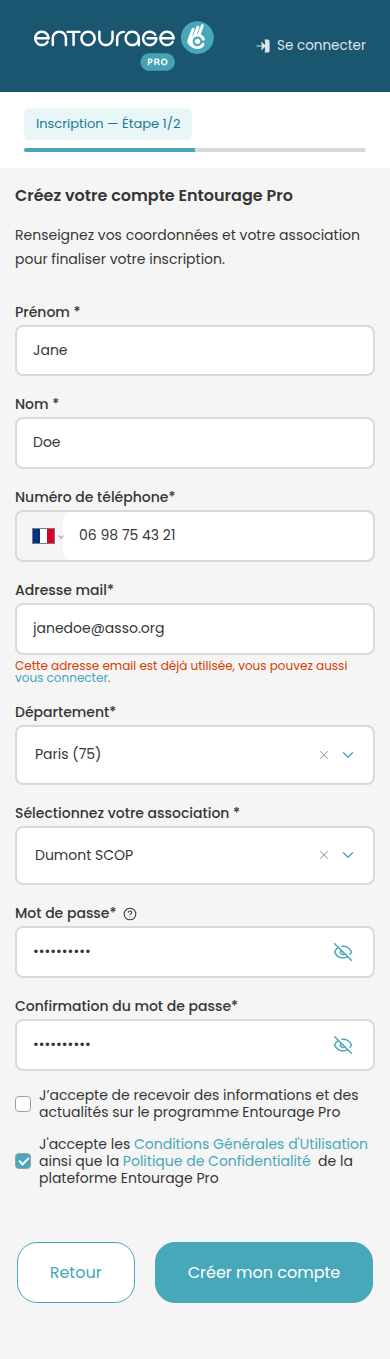 entourage
PRO
Se connecter
Inscription — Étape 1/2
Créez votre compte Entourage Pro
Renseignez vos coordonnées et votre association
pour finaliser votre inscription.
Prénom *
Jane
Nom *
Doe
Numéro de téléphone*
06 98 75 43 21
Adresse mail*
janedoe@asso.org
Cette adresse email est déjà utilisée, vous pouvez aussi
vous connecter.
Département*
Paris (75)
Sélectionnez votre association *
Dumont SCOP
Mot de passe* ?
••••••••••
Confirmation du mot de passe*
••••••••••
J’accepte de recevoir des informations et des
actualités sur le programme Entourage Pro
J'accepte les Conditions Générales d'Utilisation
ainsi que la Politique de Confidentialité de la
plateforme Entourage Pro
Retour
Créer mon compte